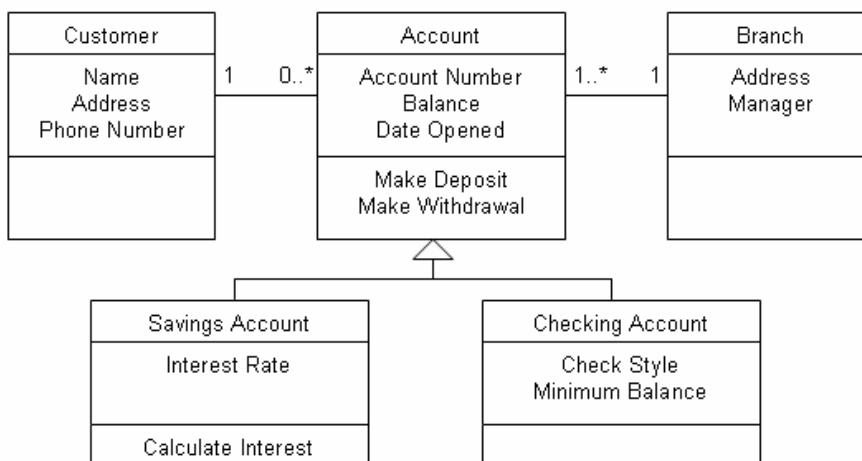 Customer
Name
Address
Phone Number
1 0..*
Account
Account Number
Balance
Date Opened
Make Deposit
Make Withdrawal
1..* 1
Branch
Address
Manager
Savings Account
Interest Rate
Calculate Interest
Checking Account
Check Style
Minimum Balance